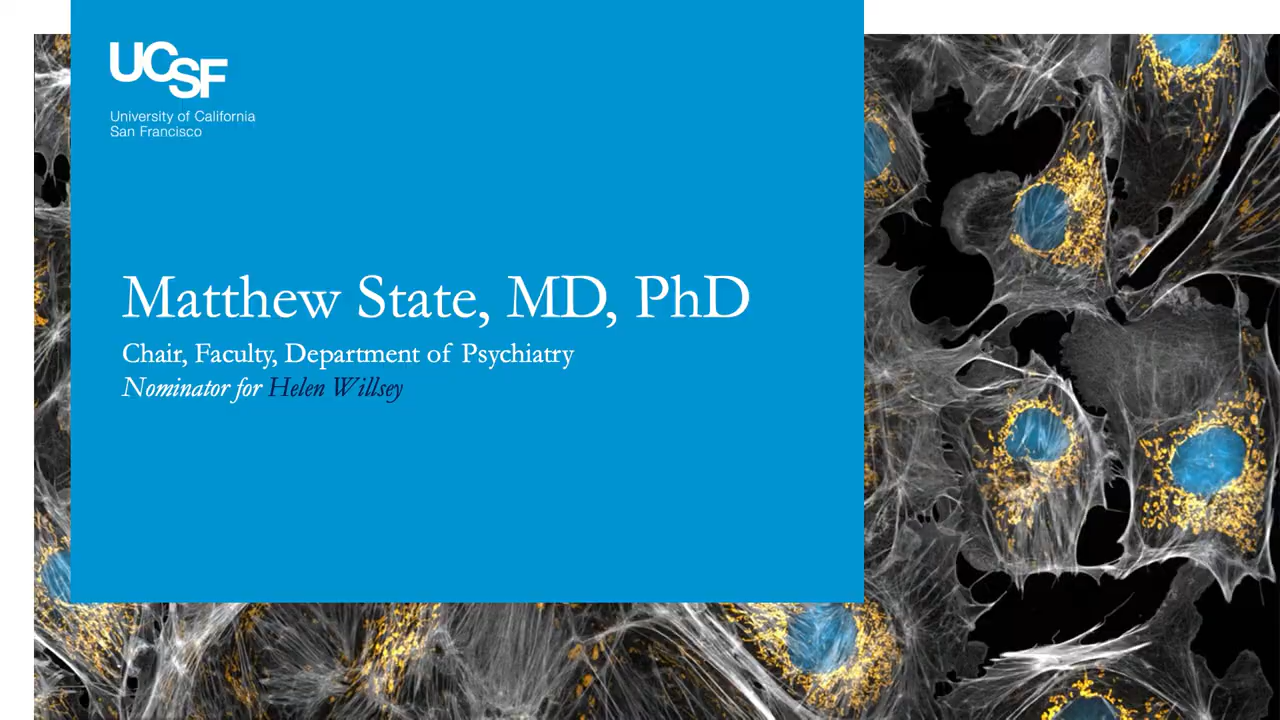 UCSF
University of California
San Francisco
Matthew State, MD, PhD
Chair, Faculty, Department of Psychiatry
Nominator for Helen Willsey